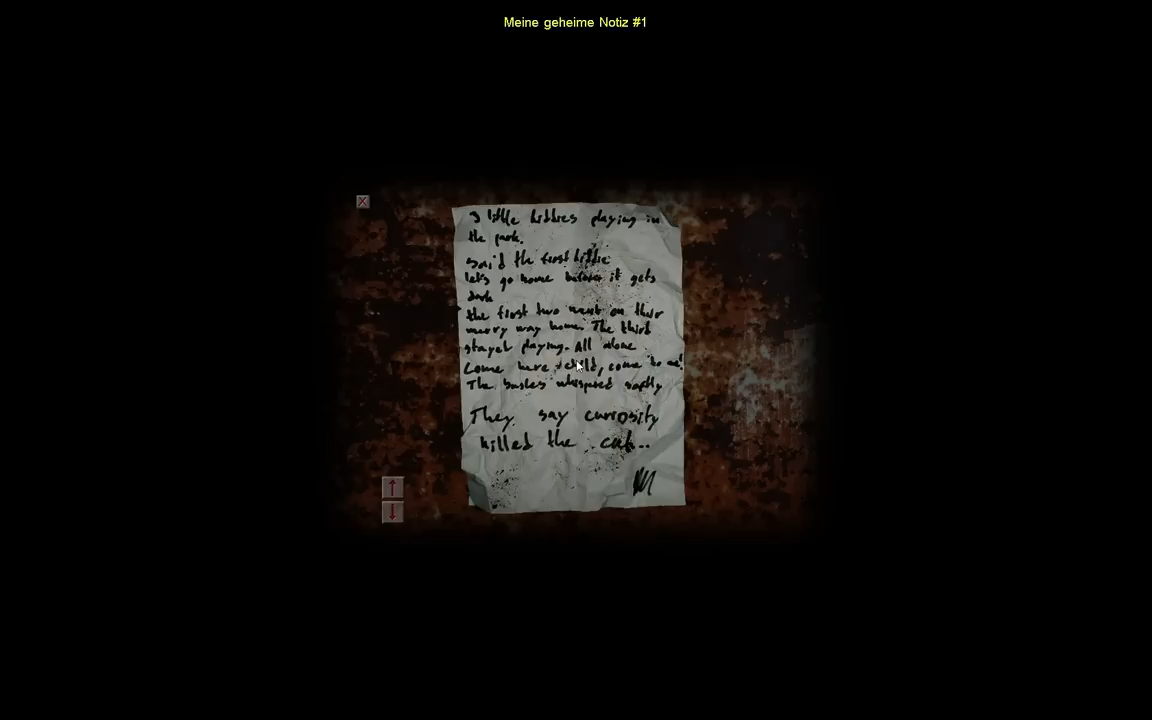 Meine geheime Notiz #1
X
3 little kiddies playing in
the park.
said the first kiddie
let's go home before it gets
dark
the first two went on their
merry way home. The third
stayed playing. All alone
Come here child, come to me!
The bushes whispered softly
They say curiosity
killed the cat...